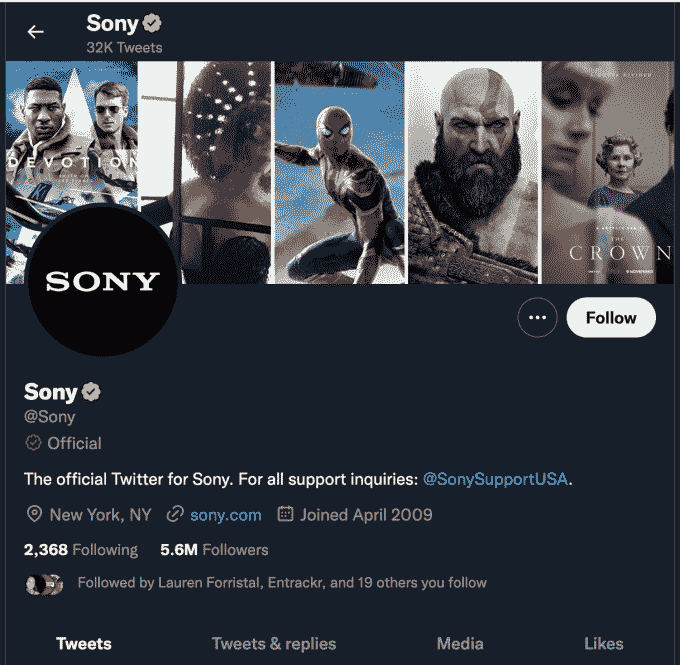 Sony
32K Tweets
DEVOTION
THE
CROWN
SONY
Follow
Sony
@Sony
Official
The official Twitter for Sony. For all support inquiries: @SonySupportUSA.
New York, NY sony.com Joined April 2009
2,368 Following 5.6M Followers
Followed by Lauren Forristal, Entrackr, and 19 others you follow
Tweets Tweets & replies Media Likes